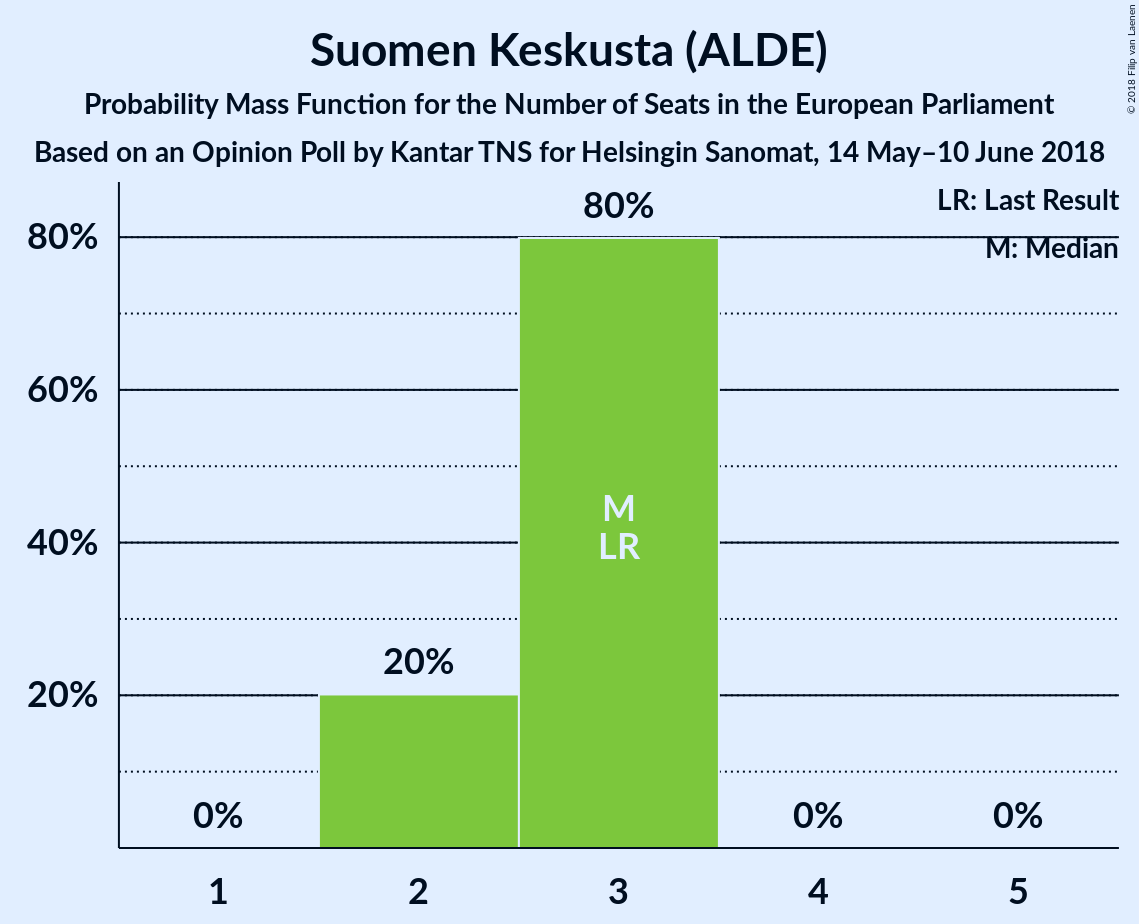 Suomen Keskusta (ALDE)
Probability Mass Function for the Number of Seats in the European Parliament
Based on an Opinion Poll by Kantar TNS for Helsingin Sanomat, 14 May–10 June 2018
© 2018 Filip van Laenen
LR: Last Result
M: Median
80%
60%
40%
20%
0%
20%
80%
M
LR
0%
0%
1
2
3
4
5